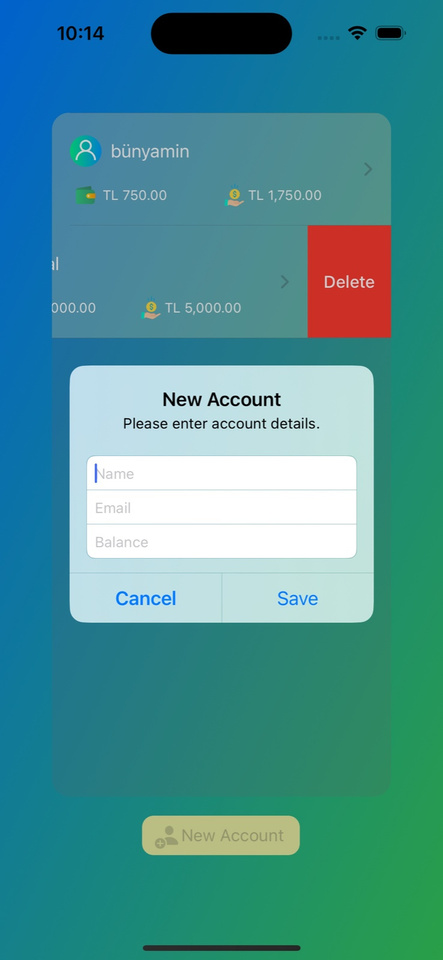 10:14
bünyamin
TL 750.00
TL 1,750.00
al
000.00
TL 5,000.00
Delete
New Account
Please enter account details.
Name
Email
Balance
Cancel
Save
New Account